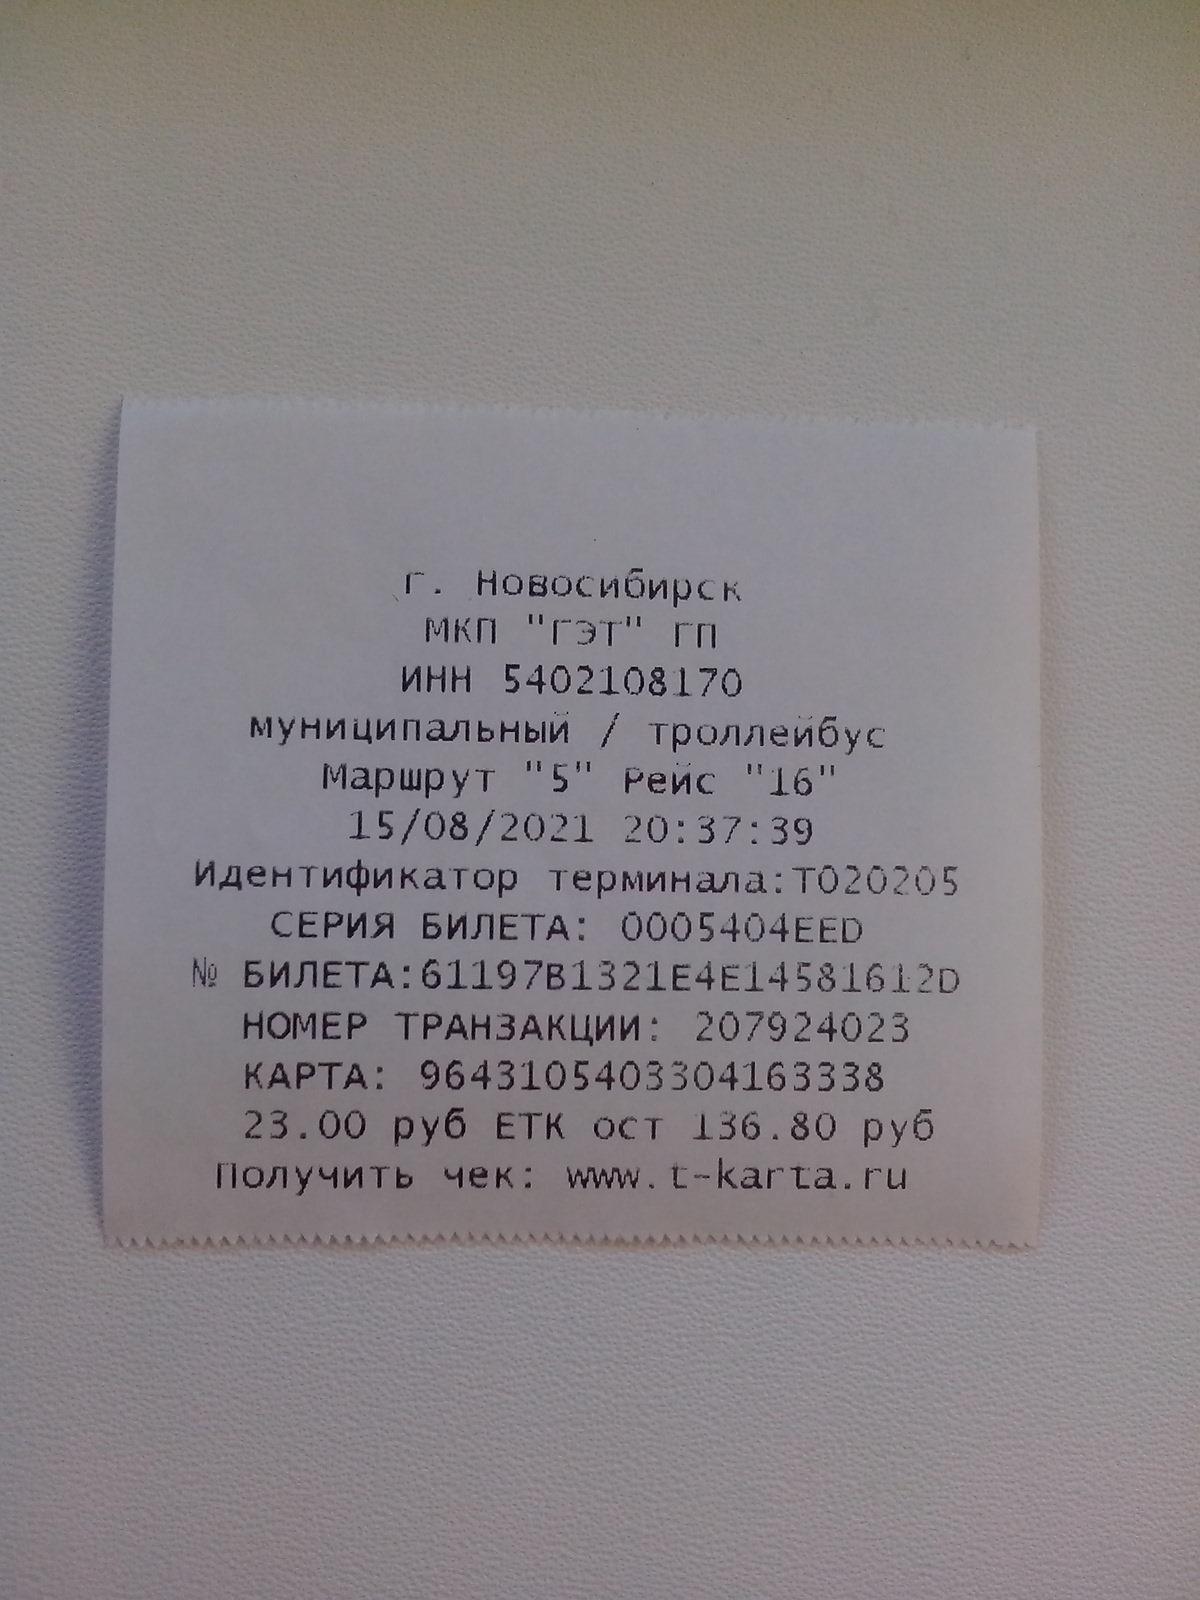 г. Новосибирск
МКП "ГЭТ" ГП
ИНН 5402108170
муниципальный / троллейбус
Маршрут "5" Рейс "16"
15/08/2021 20:37:39
Идентификатор терминала:T020205
СЕРИЯ БИЛЕТА: 0005404EED
№ БИЛЕТА:61197B1321E4E14581612D
НОМЕР ТРАНЗАКЦИИ: 207924023
КАРТА: 9643105403304163338
23.00 руб ЕТК ост 136.80 руб
Получить чек: www.t-karta.ru